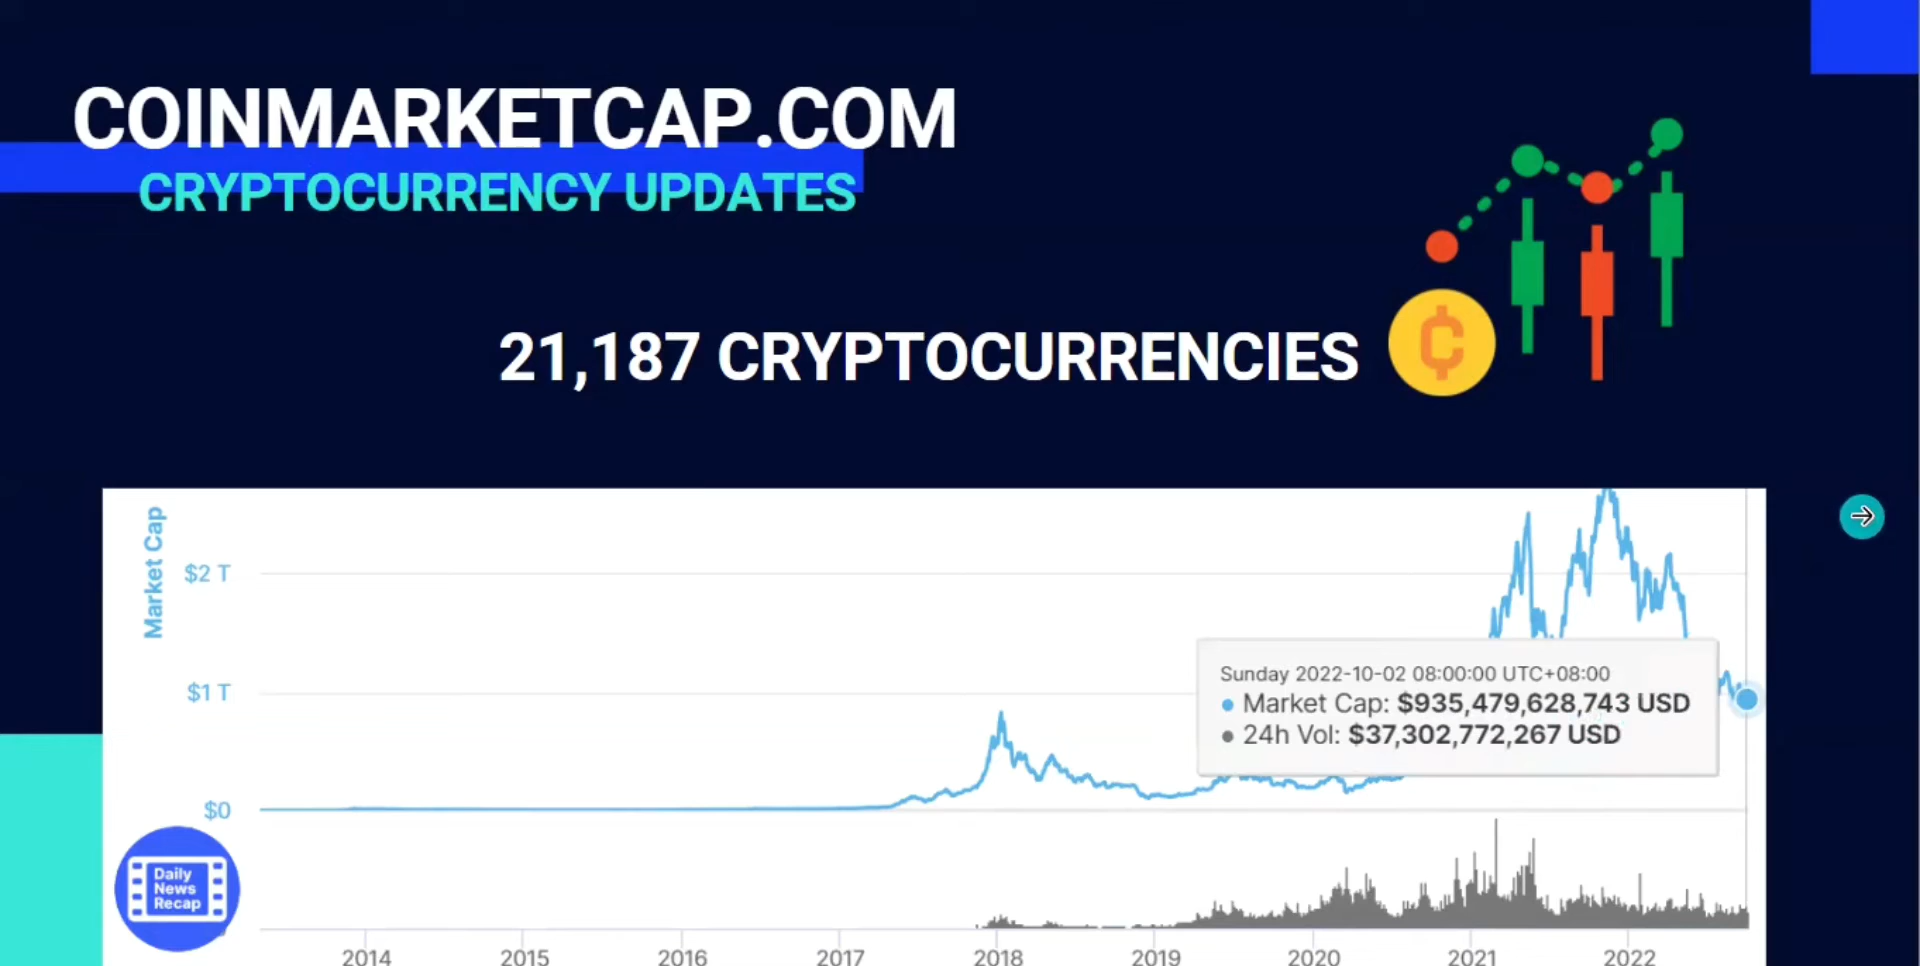 COINMARKETCAP.COM
CRYPTOCURRENCY UPDATES
21,187 CRYPTOCURRENCIES
Market Cap
$2 T
$1 T
$0
Sunday 2022-10-02 08:00:00 UTC+08:00
Market Cap: $935,479,628,743 USD
24h Vol: $37,302,772,267 USD
Daily
News
Recap
2014 2015 2016 2017 2018 2019 2020 2021 2022